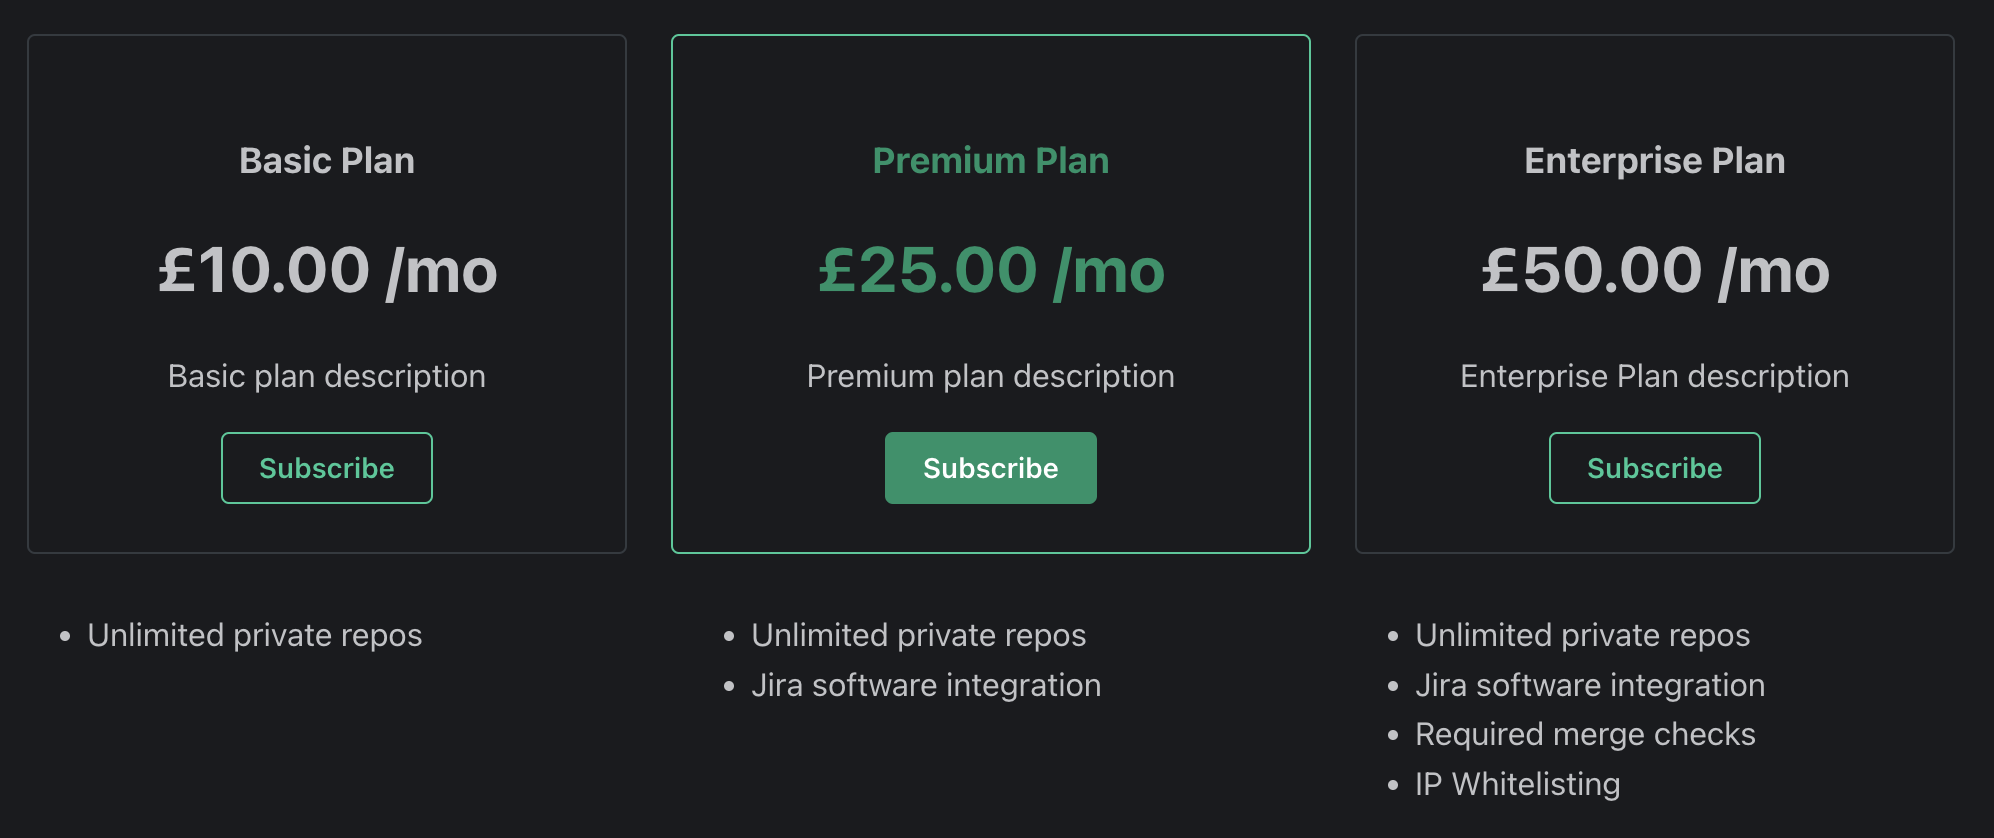 Basic Plan
£10.00 /mo
Basic plan description
Subscribe
Unlimited private repos
Premium Plan
£25.00 /mo
Premium plan description
Subscribe
Unlimited private repos
Jira software integration
Enterprise Plan
£50.00 /mo
Enterprise Plan description
Subscribe
Unlimited private repos
Jira software integration
Required merge checks
IP Whitelisting